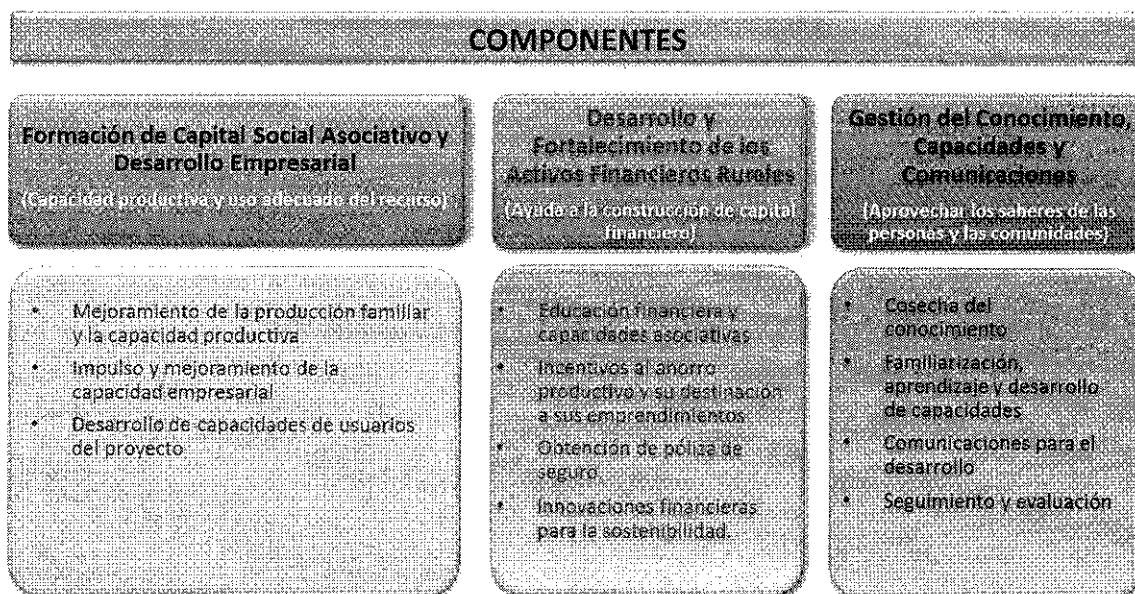 COMPONENTES
Formación de Capital Social Asociativo y
Desarrollo Empresarial
(Capacidad productiva y uso adecuado del recurso)
• Mejoramiento de la producción familiar
y la capacidad productiva
• Impulso y mejoramiento de la
capacidad empresarial
• Desarrollo de capacidades de usuarios
del proyecto
Desarrollo y
Fortalecimiento de los
Activos Financieros Rurales
(Ayuda a la construcción de capital
financiero)
• Educación financiera y
capacidades asociativas
• Incentivos al ahorro
productivo y su destinación
a sus emprendimientos
• Obtención de póliza de
seguro
• Innovaciones financieras
para la sostenibilidad.
Gestión del Conocimiento,
Capacidades y
Comunicaciones
(Aprovechar los saberes de las
personas y las comunidades)
• Cosecha del
conocimiento
• Familiarización,
aprendizaje y desarrollo
de capacidades
• Comunicaciones para el
desarrollo
• Seguimiento y evaluación